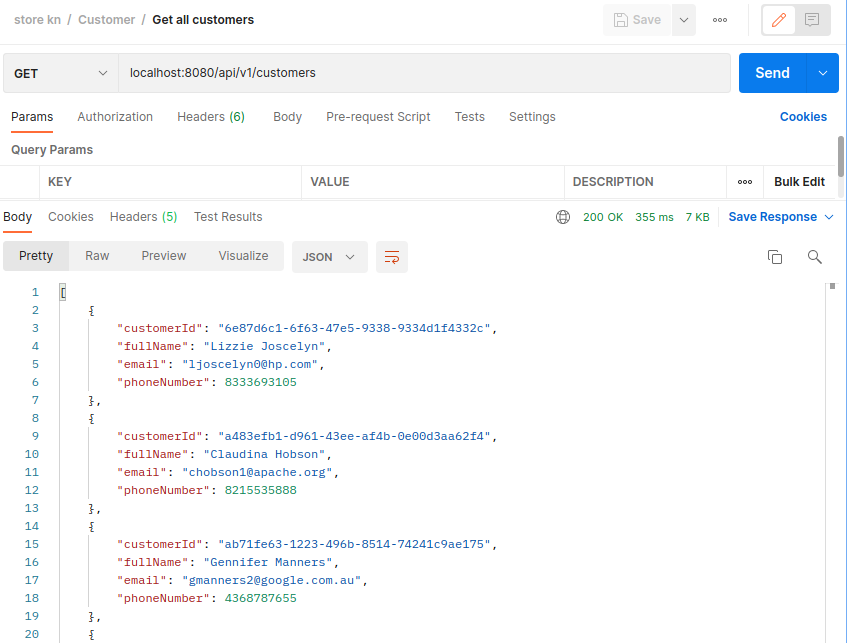 store kn / Customer / Get all customers
Save
GET localhost:8080/api/v1/customers Send
Params Authorization Headers (6) Body Pre-request Script Tests Settings Cookies
Query Params
KEY VALUE DESCRIPTION Bulk Edit
Body Cookies Headers (5) Test Results 200 OK 355 ms 7 KB Save Response
Pretty Raw Preview Visualize JSON
1 [
2 {
3 "customerId": "6e87d6c1-6f63-47e5-9338-9334d1f4332c",
4 "fullName": "Lizzie Joscelyn",
5 "email": "ljoscelyn0@hp.com",
6 "phoneNumber": 8333693105
7 },
8 {
9 "customerId": "a483efb1-d961-43ee-af4b-0e00d3aa62f4",
10 "fullName": "Claudina Hobson",
11 "email": "chobson1@apache.org",
12 "phoneNumber": 8215535888
13 },
14 {
15 "customerId": "ab71fe63-1223-496b-8514-74241c9ae175",
16 "fullName": "Gennifer Manners",
17 "email": "gmanners2@google.com.au",
18 "phoneNumber": 4368787655
19 },
20 {